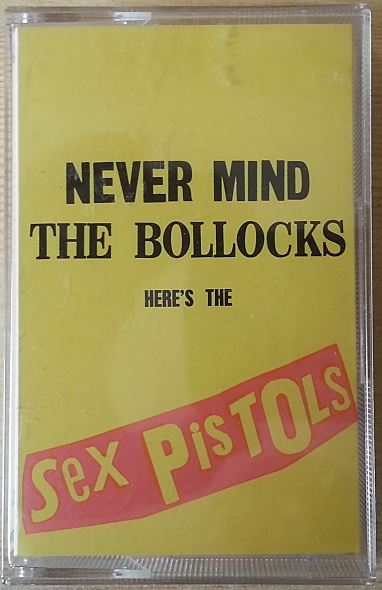 NEVER MIND
THE BOLLOCKS
HERE'S THE
Sex PiSTOLS